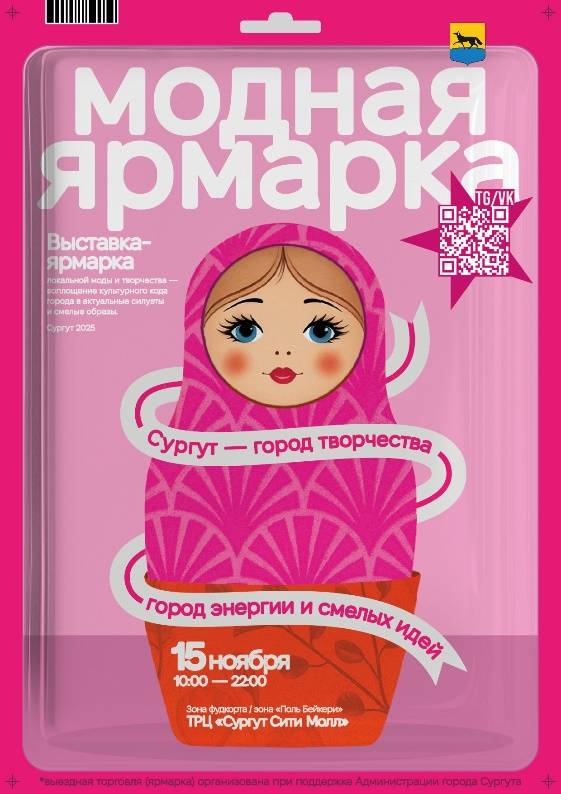 модная
ярмарка
TG/VK
Выставка-
ярмарка
локальной моды и творчества —
воплощение культурного кода
города в актуальные силуэты
и смелые образы.
Сургут 2025
Сургут — город творчества
город энергии и смелых идей
15 ноября
10:00 — 22:00
Зона фудкорта / зона «Поль Бейкери»
ТРЦ «Сургут Сити Молл»
*выездная торговля (ярмарка) организована при поддержке Администрации города Сургута